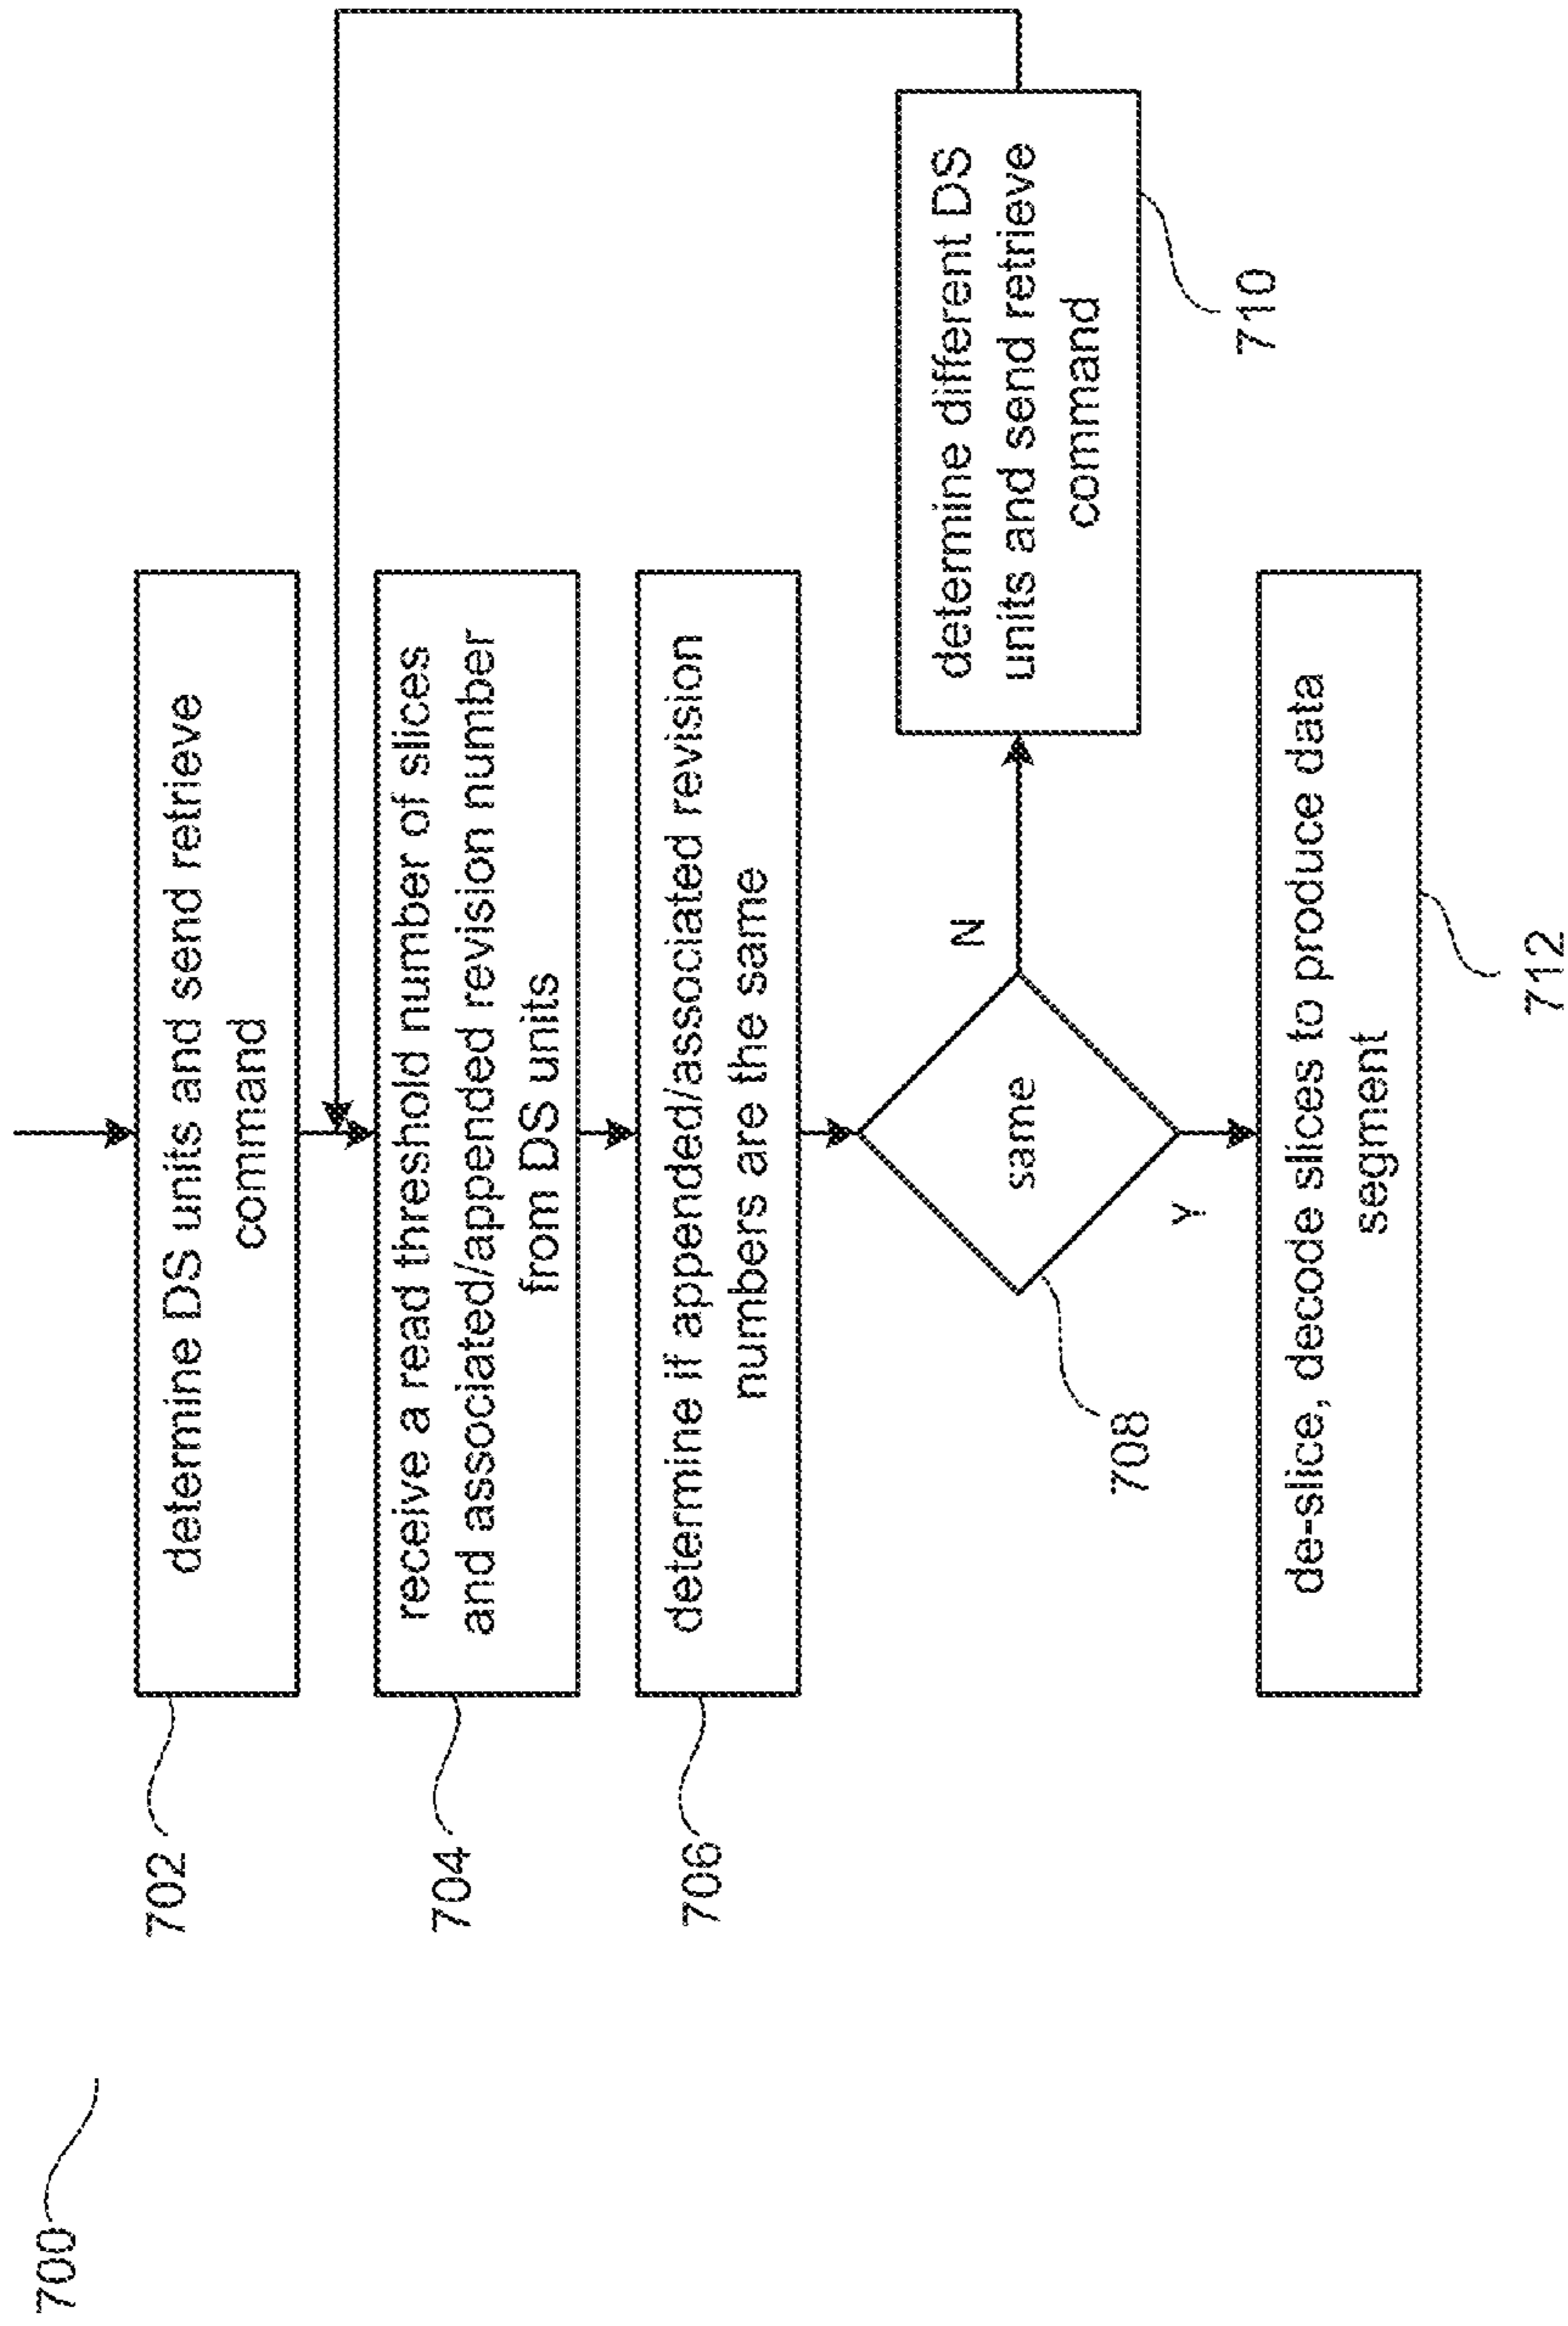 700
702
determine DS units and send retrieve
command
704
receive a read threshold number of slices
and associated/appended revision number
from DS units
706
determine if appended/associated revision
numbers are the same
708
same
N
Y
determine different DS
units and send retrieve
command
710
de-slice, decode slices to produce data
segment
712